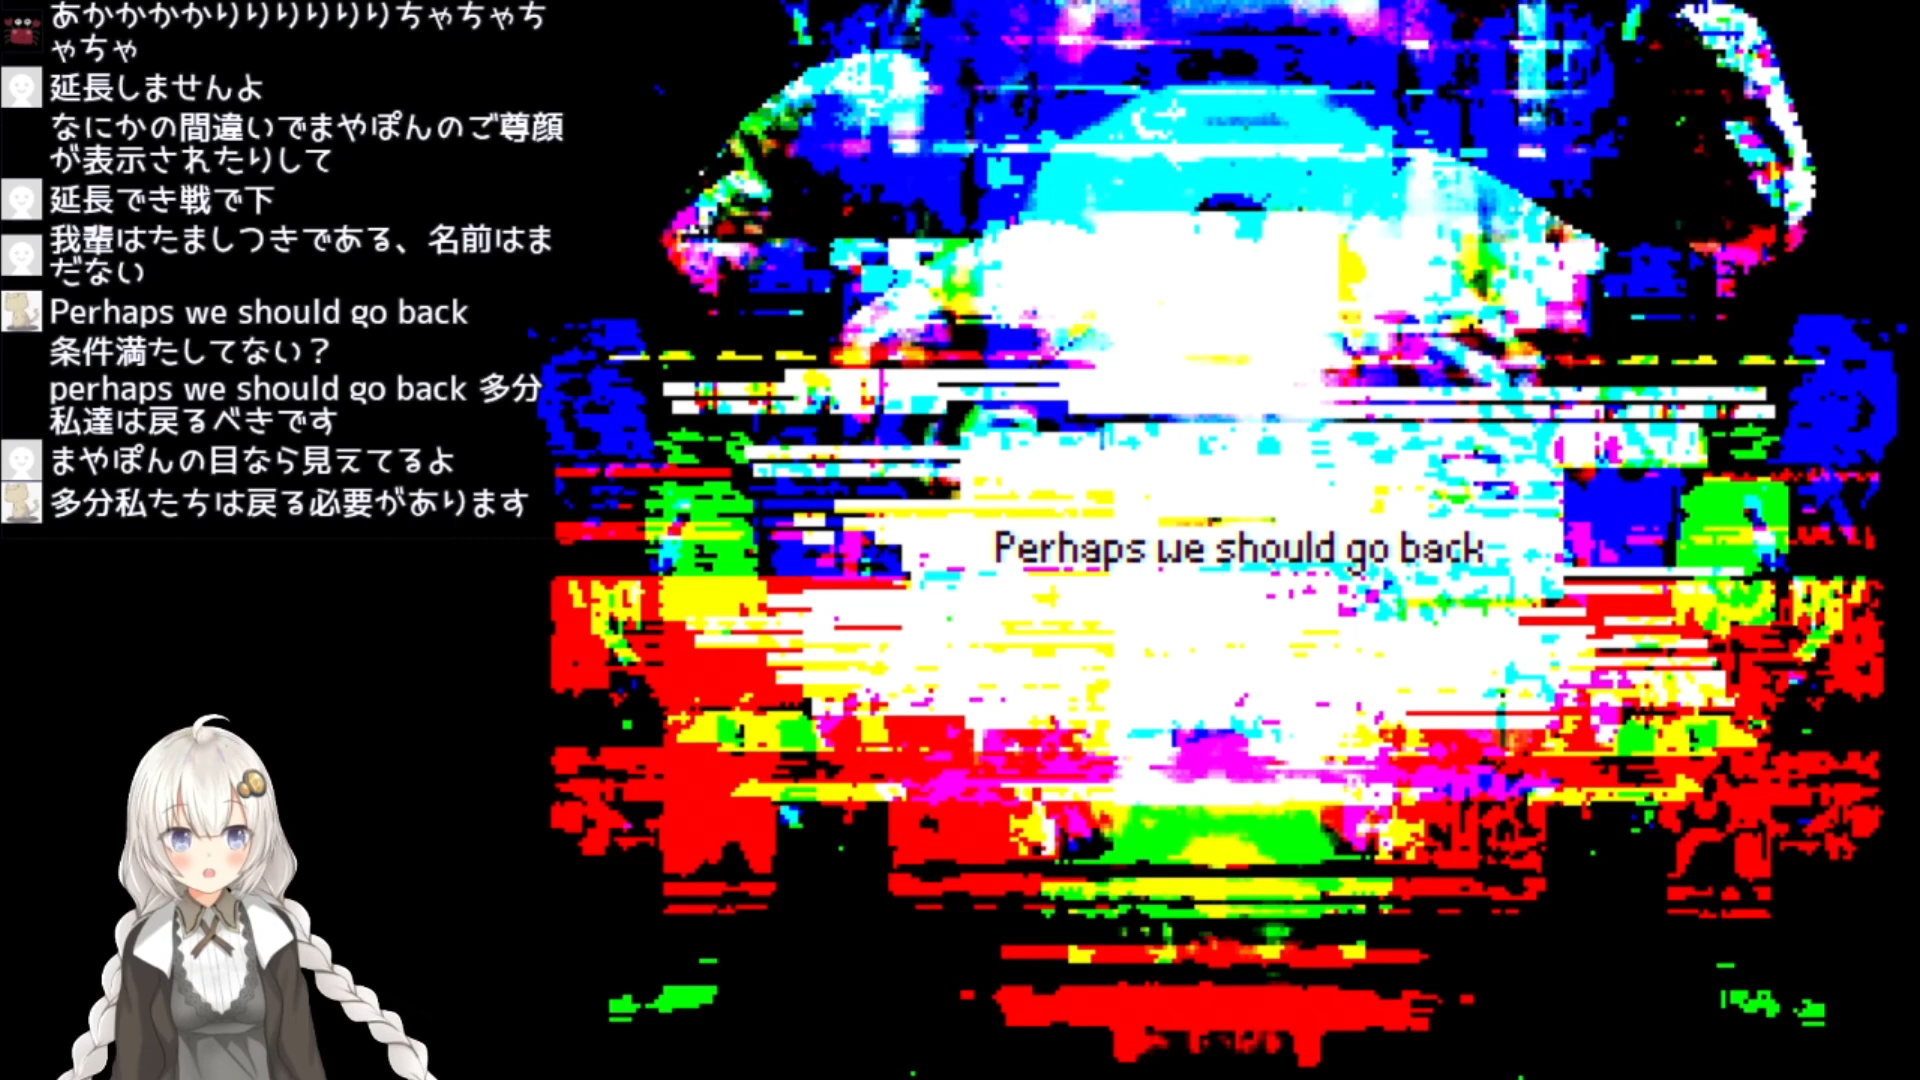 あかかかかりりりりりりちゃちゃち
ゃちゃ
延長しませんよ
なにかの間違いでまやぽんのご尊顔
が表示されたりして
延長でき戦で下
我輩はたましつきである、名前はま
だない
Perhaps we should go back
条件満たしてない？
perhaps we should go back 多分
私達は戻るべきです
まやぽんの目なら見えてるよ
多分私たちは戻る必要があります
Perhaps we should go back